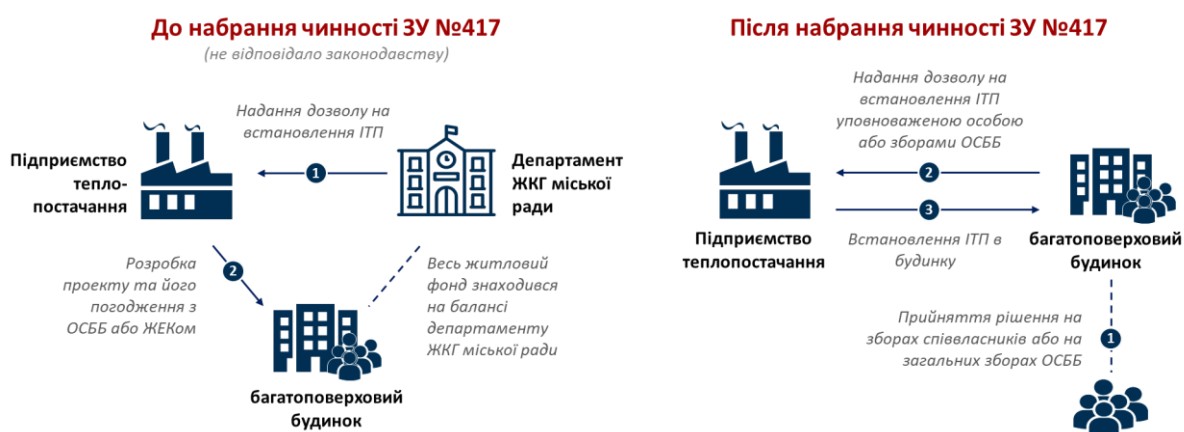 До набрання чинності ЗУ №417
(не відповідало законодавству)
Надання дозволу на
встановлення ІТП
Підприємство
тепло-
постачання
1
Департамент
ЖКГ міської
ради
Розробка
проекту та його
погодження з
ОСББ або ЖЕКом
2
Весь житловий
фонд знаходився
на балансі
департаменту
ЖКГ міської ради
багатоповерховий
будинок
Після набрання чинності ЗУ №417
Надання дозволу на
встановлення ІТП
уповноваженою особою
або зборами ОСББ
2
3
Підприємство
теплопостачання
Встановлення ІТП в
будинку
багатоповерховий
будинок
Прийняття рішення на
зборах співвласників або на
загальних зборах ОСББ
1